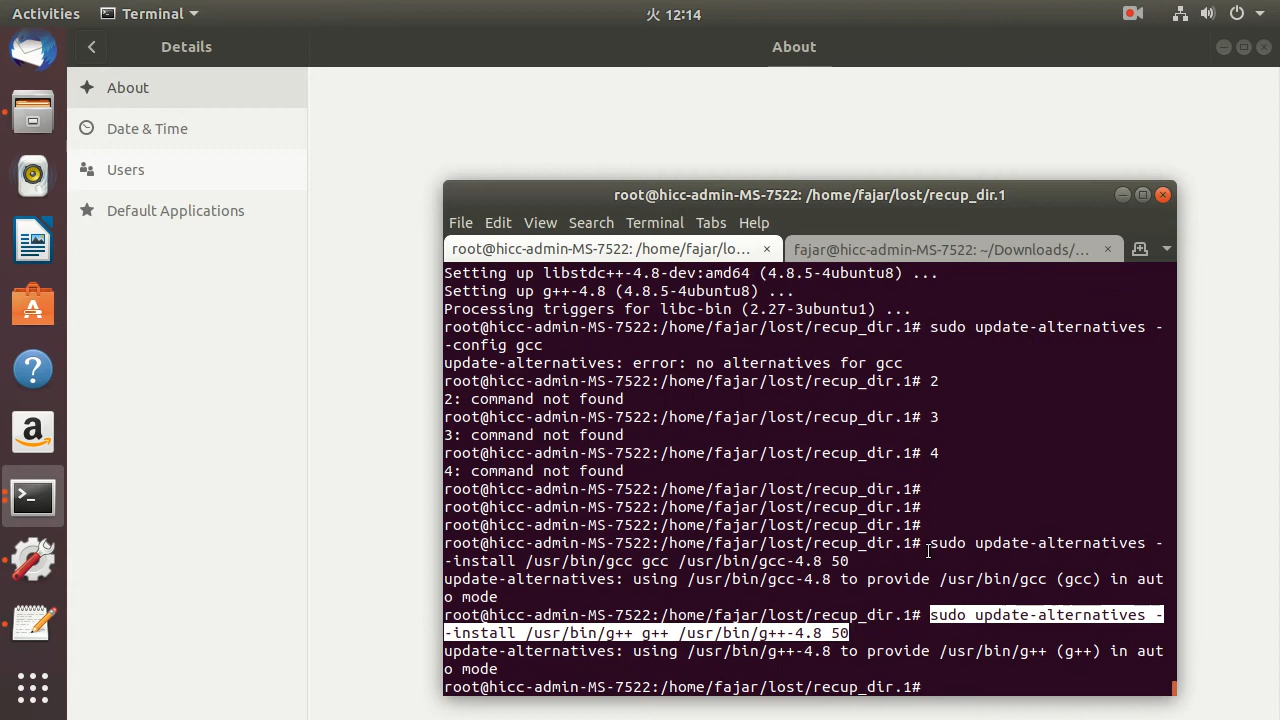 Activities
Terminal
火 12:14
Details
About
About
Date & Time
Users
Default Applications
root@hicc-admin-MS-7522: /home/fajar/lost/recup_dir.1
File Edit View Search Terminal Tabs Help
root@hicc-admin-MS-7522: /home/fajar/lo...
fajar@hicc-admin-MS-7522: ~/Downloads/...
Setting up libstdc++-4.8-dev:amd64 (4.8.5-4ubuntu8) ...
Setting up g++-4.8 (4.8.5-4ubuntu8) ...
Processing triggers for libc-bin (2.27-3ubuntu1) ...
root@hicc-admin-MS-7522:/home/fajar/lost/recup_dir.1# sudo update-alternatives -
-config gcc
update-alternatives: error: no alternatives for gcc
root@hicc-admin-MS-7522:/home/fajar/lost/recup_dir.1# 2
2: command not found
root@hicc-admin-MS-7522:/home/fajar/lost/recup_dir.1# 3
3: command not found
root@hicc-admin-MS-7522:/home/fajar/lost/recup_dir.1# 4
4: command not found
root@hicc-admin-MS-7522:/home/fajar/lost/recup_dir.1#
root@hicc-admin-MS-7522:/home/fajar/lost/recup_dir.1#
root@hicc-admin-MS-7522:/home/fajar/lost/recup_dir.1#
root@hicc-admin-MS-7522:/home/fajar/lost/recup_dir.1# sudo update-alternatives -
-install /usr/bin/gcc gcc /usr/bin/gcc-4.8 50
update-alternatives: using /usr/bin/gcc-4.8 to provide /usr/bin/gcc (gcc) in aut
o mode
root@hicc-admin-MS-7522:/home/fajar/lost/recup_dir.1# sudo update-alternatives -
-install /usr/bin/g++ g++ /usr/bin/g++-4.8 50
update-alternatives: using /usr/bin/g++-4.8 to provide /usr/bin/g++ (g++) in aut
o mode
root@hicc-admin-MS-7522:/home/fajar/lost/recup_dir.1#